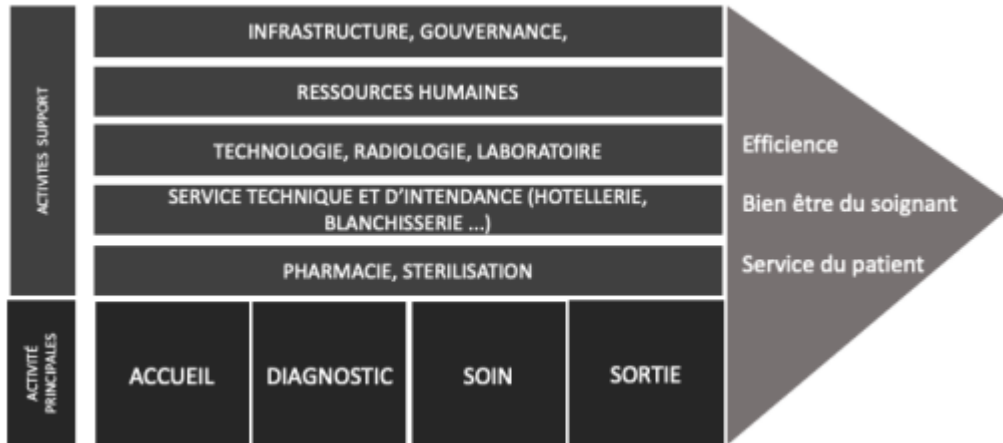 ACTIVITES SUPPORT
INFRASTRUCTURE, GOUVERNANCE,
RESSOURCES HUMAINES
TECHNOLOGIE, RADIOLOGIE, LABORATOIRE
SERVICE TECHNIQUE ET D'INTENDANCE (HOTELLERIE,
BLANCHISSERIE ...)
PHARMACIE, STERILISATION
Efficience
Bien être du soignant
Service du patient
ACTIVITÉ
PRINCIPALES
ACCUEIL
DIAGNOSTIC
SOIN
SORTIE